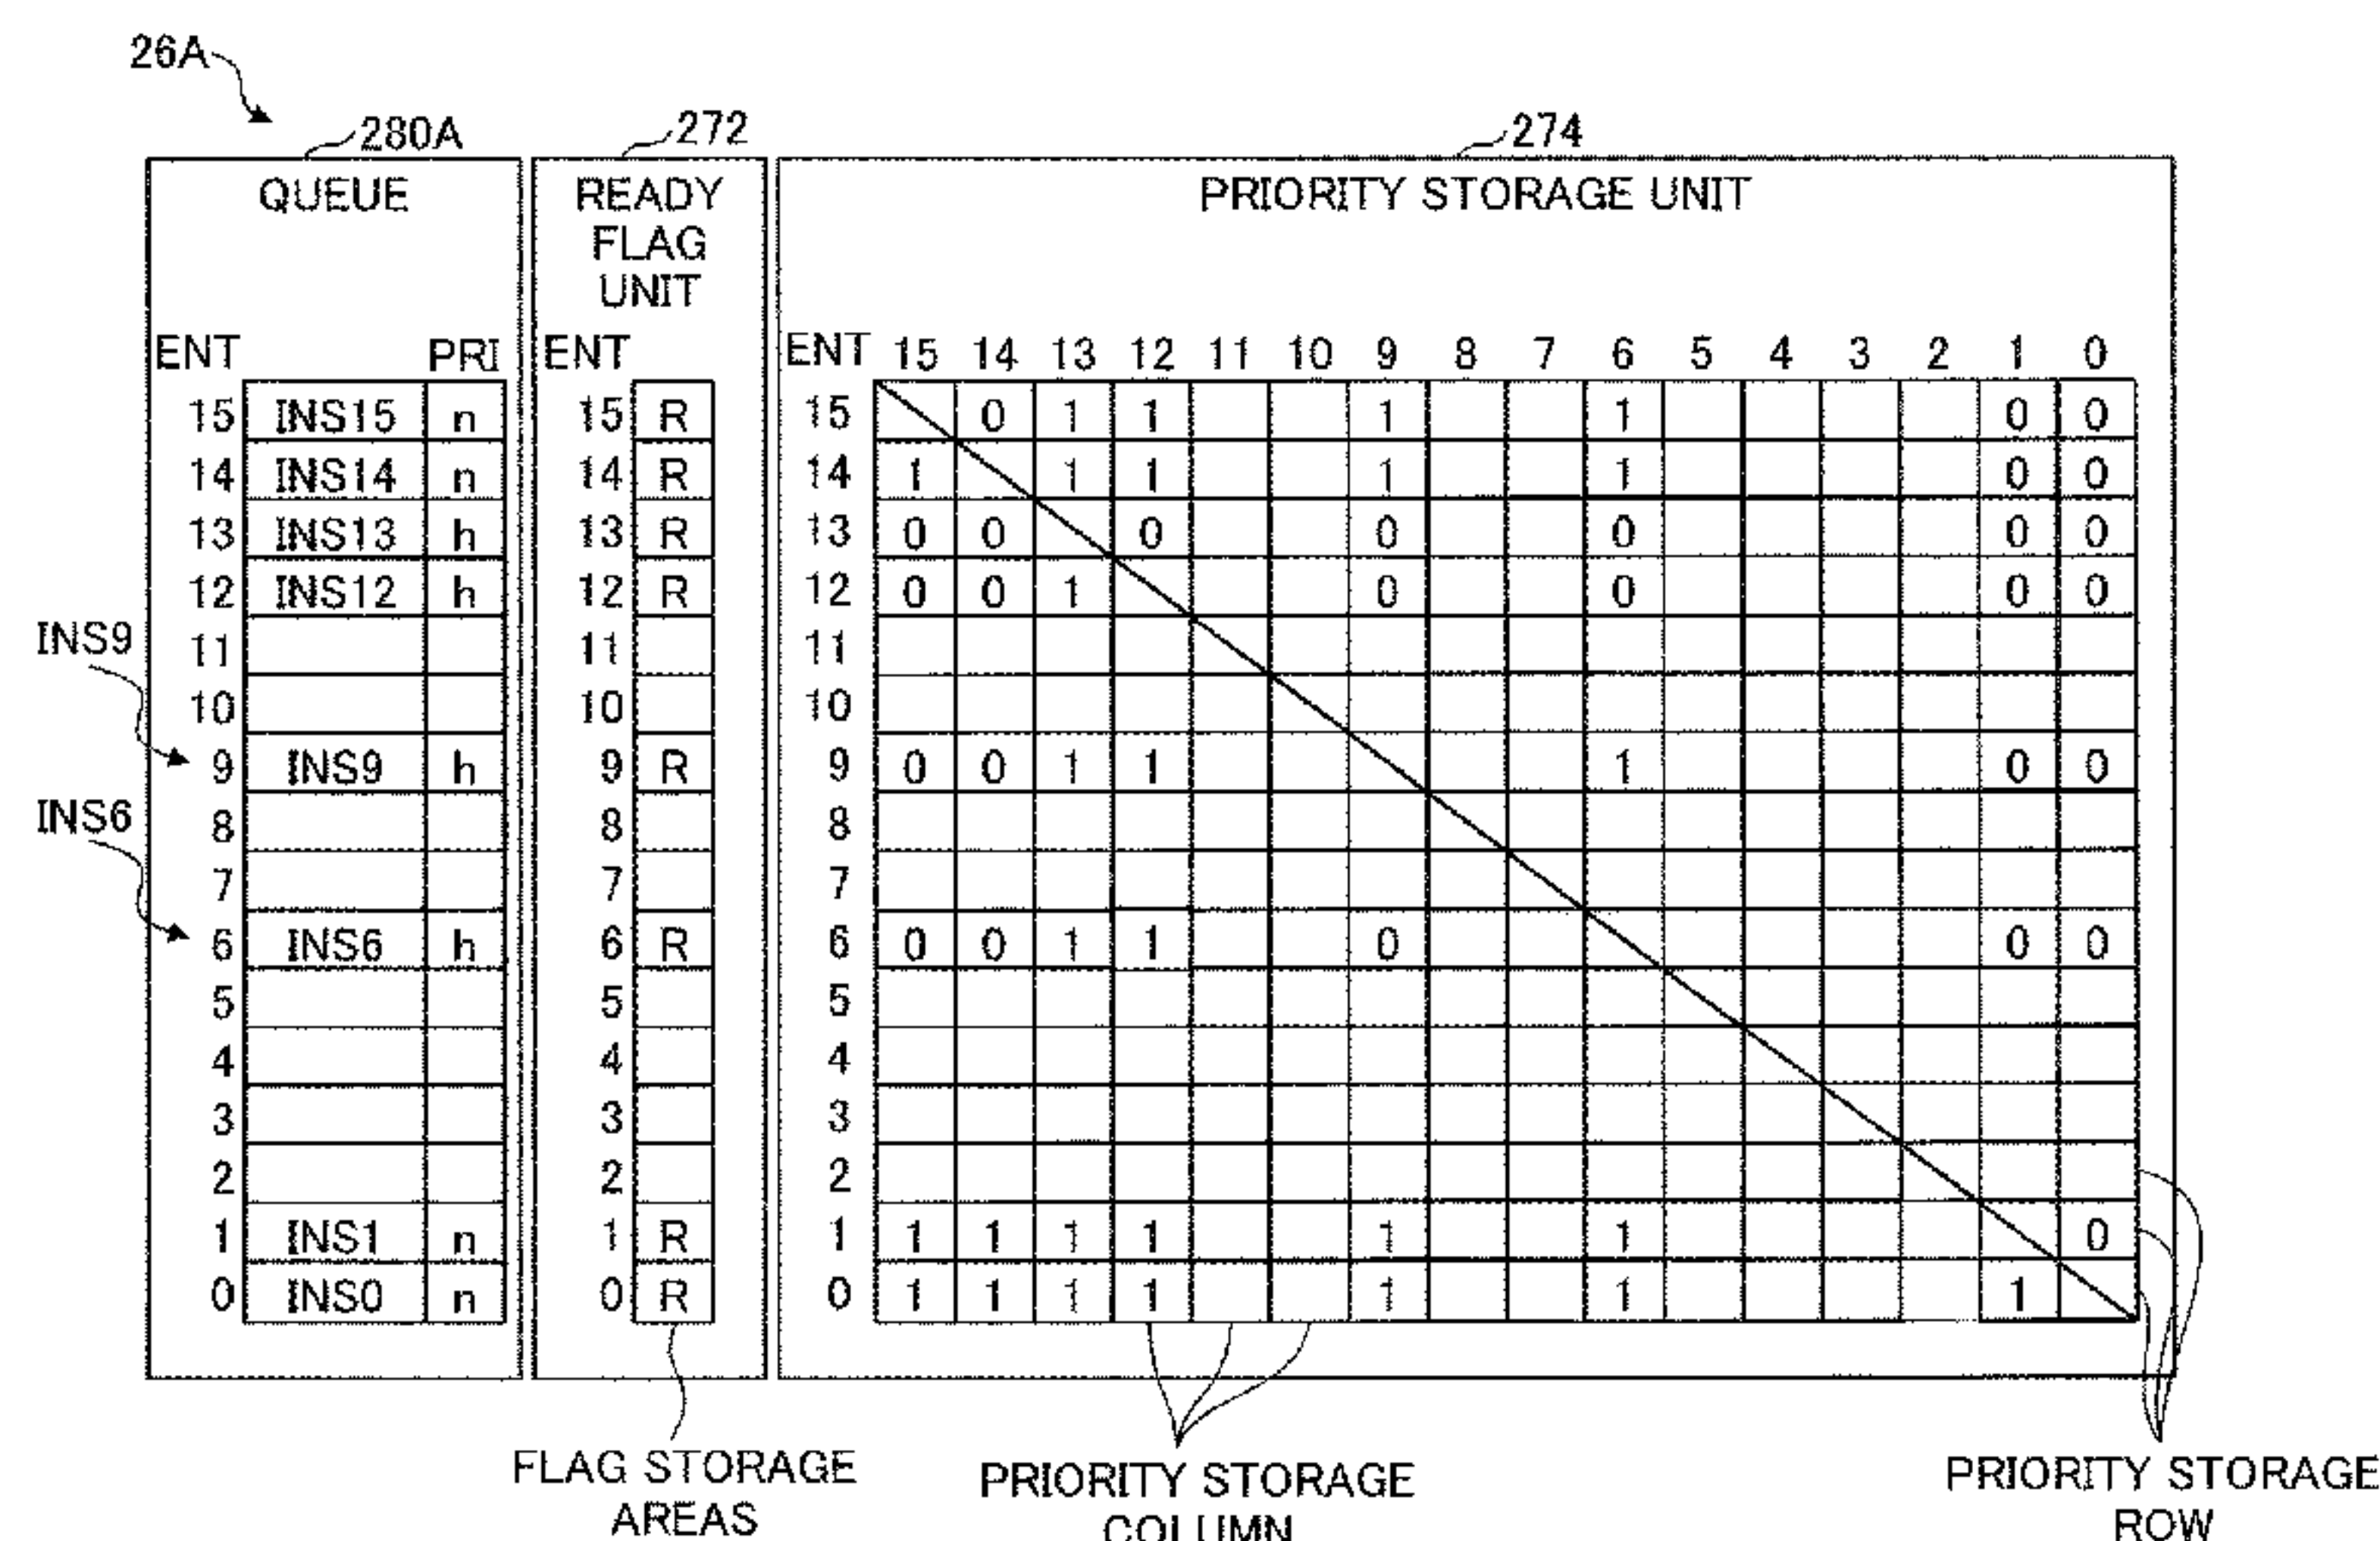 26A
280A
272
274
QUEUE
READY
FLAG
UNIT
PRIORITY STORAGE UNIT
ENT PRI ENT ENT 15 14 13 12 11 10 9 8 7 6 5 4 3 2 1 0
15 INS15 n 15 R 15 0 1 1 1 1 0 0
14 INS14 n 14 R 14 1 1 1 1 1 0 0
13 INS13 h 13 R 13 0 0 0 0 0 0 0
12 INS12 h 12 R 12 0 0 1 0 0 0 0
INS9
11 11 11
10 10 10
9 INS9 h 9 R 9 0 0 1 1 1 0 0
INS6
8 8 8
7 7 7
6 INS6 h 6 R 6 0 0 1 1 0 0 0
5 5 5
4 4 4
3 3 3
2 2 2
1 INS1 n 1 R 1 1 1 1 1 1 1 0
0 INS0 n 0 R 0 1 1 1 1 1 1 1
FLAG STORAGE
AREAS
PRIORITY STORAGE
COLUMN
PRIORITY STORAGE
ROW